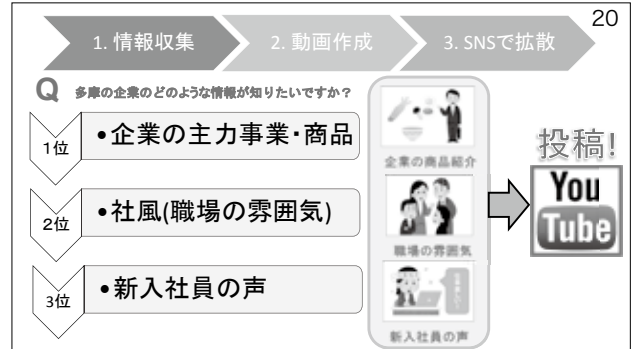 20
1. 情報収集
2. 動画作成
3. SNSで拡散
Q 多摩の企業のどのような情報が知りたいですか?
1位
•企業の主力事業・商品
2位
•社風(職場の雰囲気)
3位
•新入社員の声
企業の商品紹介
職場の雰囲気
新入社員の声
投稿!
You
Tube